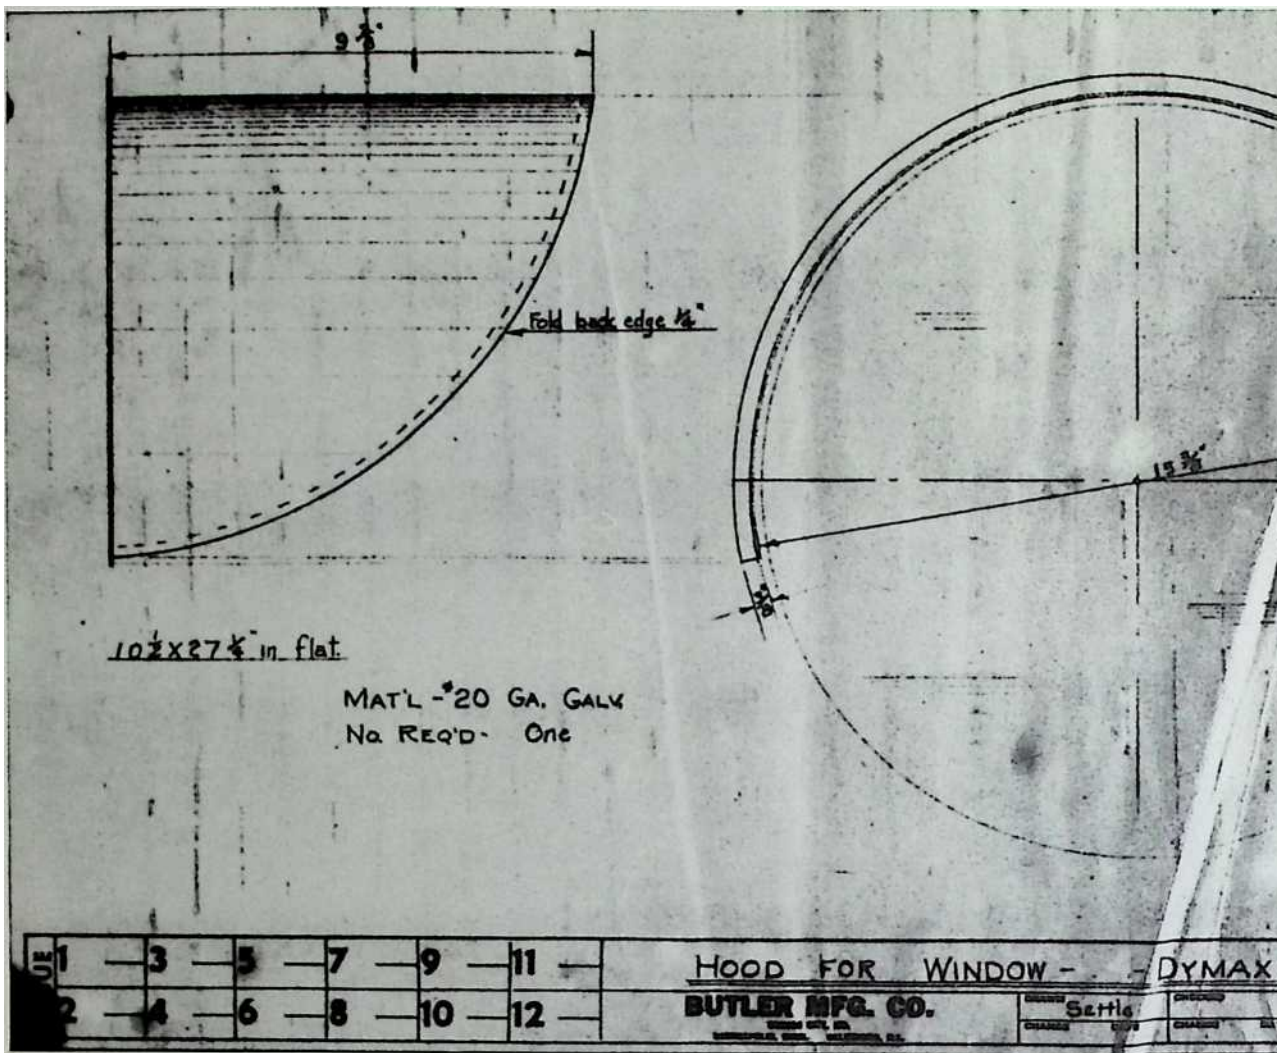 9 7/8"
Fold back edge 1/4"
15 3/8"
3/8"
10 1/2 X 27 1/4" in flat.
MAT'L - #20 GA. GALV
No. REQ'D - One
1 3 5 7 9 11
2 4 6 8 10 12
HOOD FOR WINDOW - - DYMAX
BUTLER MFG. CO.
Settle